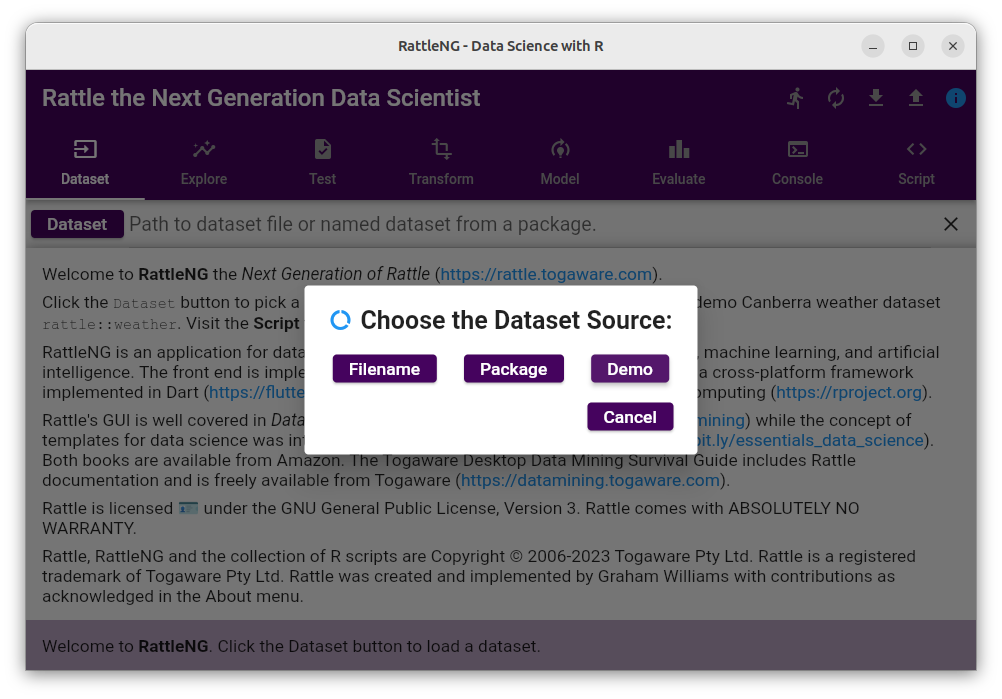 RattleNG - Data Science with R
Rattle the Next Generation Data Scientist
Dataset Explore Test Transform Model Evaluate Console Script
Dataset Path to dataset file or named dataset from a package.
Welcome to RattleNG the Next Generation of Rattle (https://rattle.togaware.com).
Click the Dataset button to pick a demo Canberra weather dataset
rattle::weather. Visit the Script
RattleNG is an application for data , machine learning, and artificial
intelligence. The front end is imple a cross-platform framework
implemented in Dart (https://flutte omputing (https://rproject.org).
Rattle's GUI is well covered in Data mining) while the concept of
templates for data science was int bit.ly/essentials_data_science).
Both books are available from Amazon. The Togaware Desktop Data Mining Survival Guide includes Rattle
documentation and is freely available from Togaware (https://datamining.togaware.com).
Rattle is licensed 🪪 under the GNU General Public License, Version 3. Rattle comes with ABSOLUTELY NO
WARRANTY.
Rattle, RattleNG and the collection of R scripts are Copyright © 2006-2023 Togaware Pty Ltd. Rattle is a registered
trademark of Togaware Pty Ltd. Rattle was created and implemented by Graham Williams with contributions as
acknowledged in the About menu.
Choose the Dataset Source:
Filename Package Demo
Cancel
Welcome to RattleNG. Click the Dataset button to load a dataset.